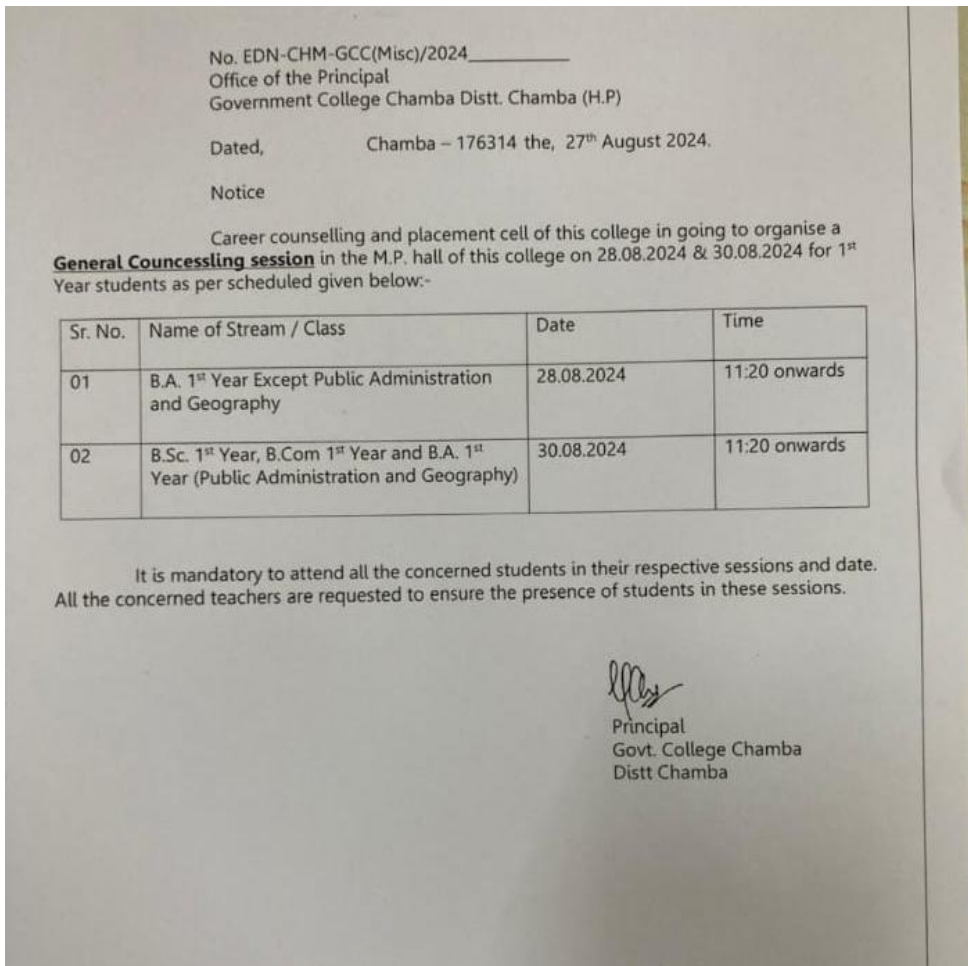 No. EDN-CHM-GCC(Misc)/2024__________
Office of the Principal
Government College Chamba Distt. Chamba (H.P)
Dated, Chamba – 176314 the, 27th August 2024.
Notice
Career counselling and placement cell of this college in going to organise a
General Councessling session in the M.P. hall of this college on 28.08.2024 & 30.08.2024 for 1st
Year students as per scheduled given below:-
Sr. No. Name of Stream / Class Date Time
01 B.A. 1st Year Except Public Administration 28.08.2024 11:20 onwards
and Geography
02 B.Sc. 1st Year, B.Com 1st Year and B.A. 1st 30.08.2024 11:20 onwards
Year (Public Administration and Geography)
It is mandatory to attend all the concerned students in their respective sessions and date.
All the concerned teachers are requested to ensure the presence of students in these sessions.
Principal
Govt. College Chamba
Distt Chamba